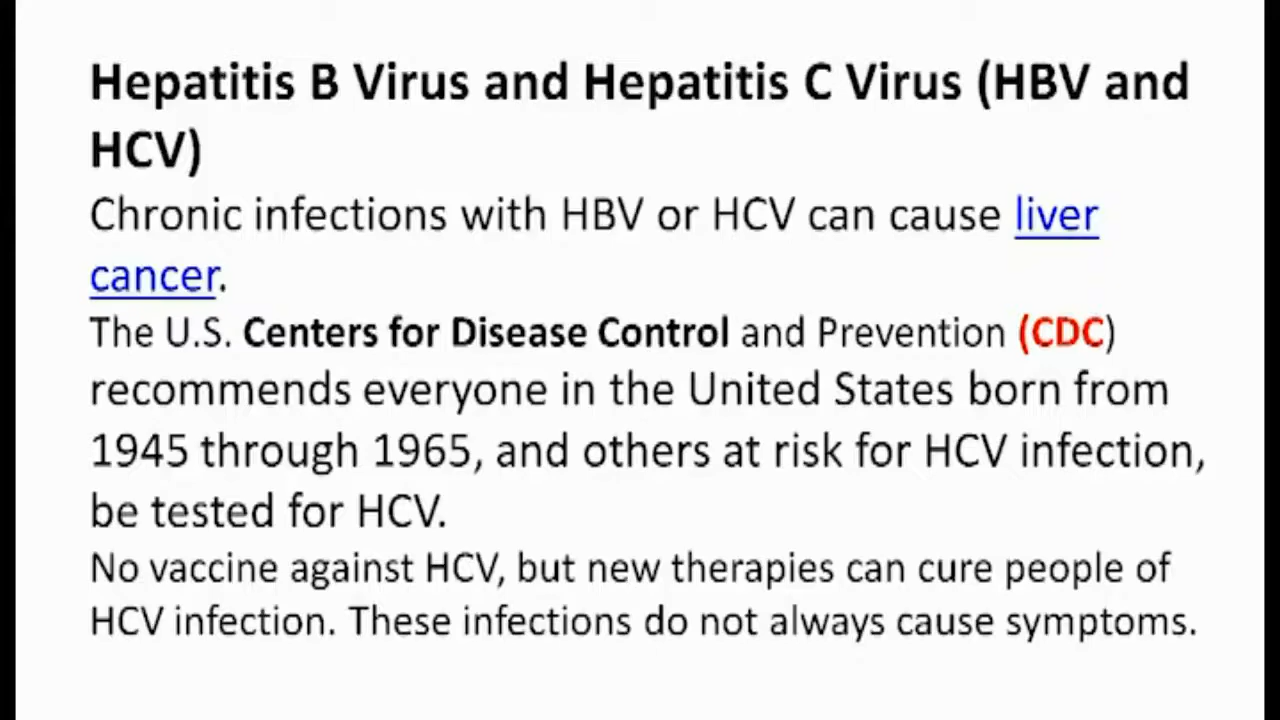 Hepatitis B Virus and Hepatitis C Virus (HBV and
HCV)
Chronic infections with HBV or HCV can cause liver
cancer.
The U.S. Centers for Disease Control and Prevention (CDC)
recommends everyone in the United States born from
1945 through 1965, and others at risk for HCV infection,
be tested for HCV.
No vaccine against HCV, but new therapies can cure people of
HCV infection. These infections do not always cause symptoms.